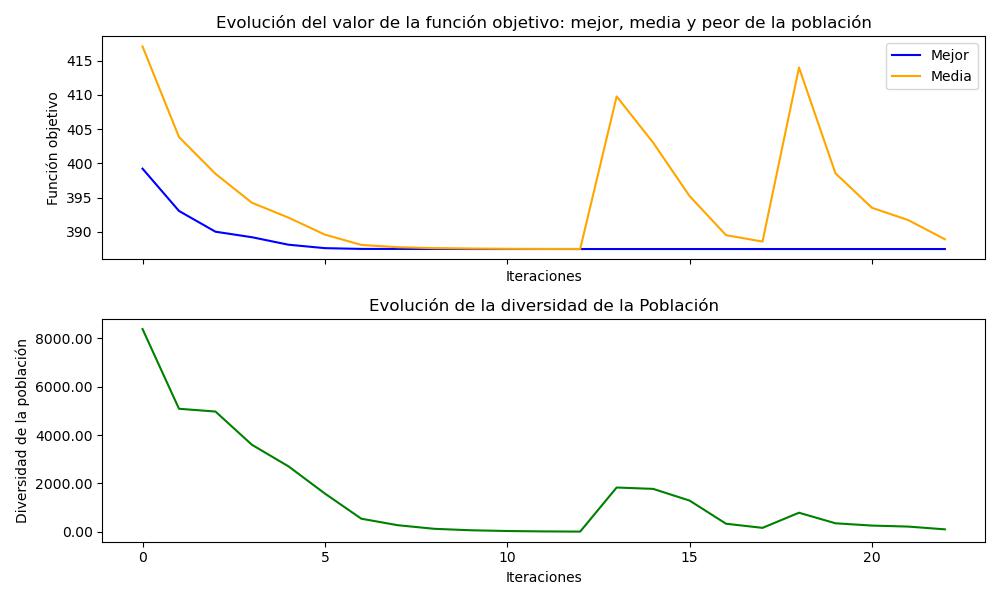 Evolución del valor de la función objetivo: mejor, media y peor de la población
Mejor
Media
Función objetivo
415
410
405
400
395
390
Iteraciones
Evolución de la diversidad de la Población
Diversidad de la población
8000.00
6000.00
4000.00
2000.00
0.00
0 5 10 15 20
Iteraciones